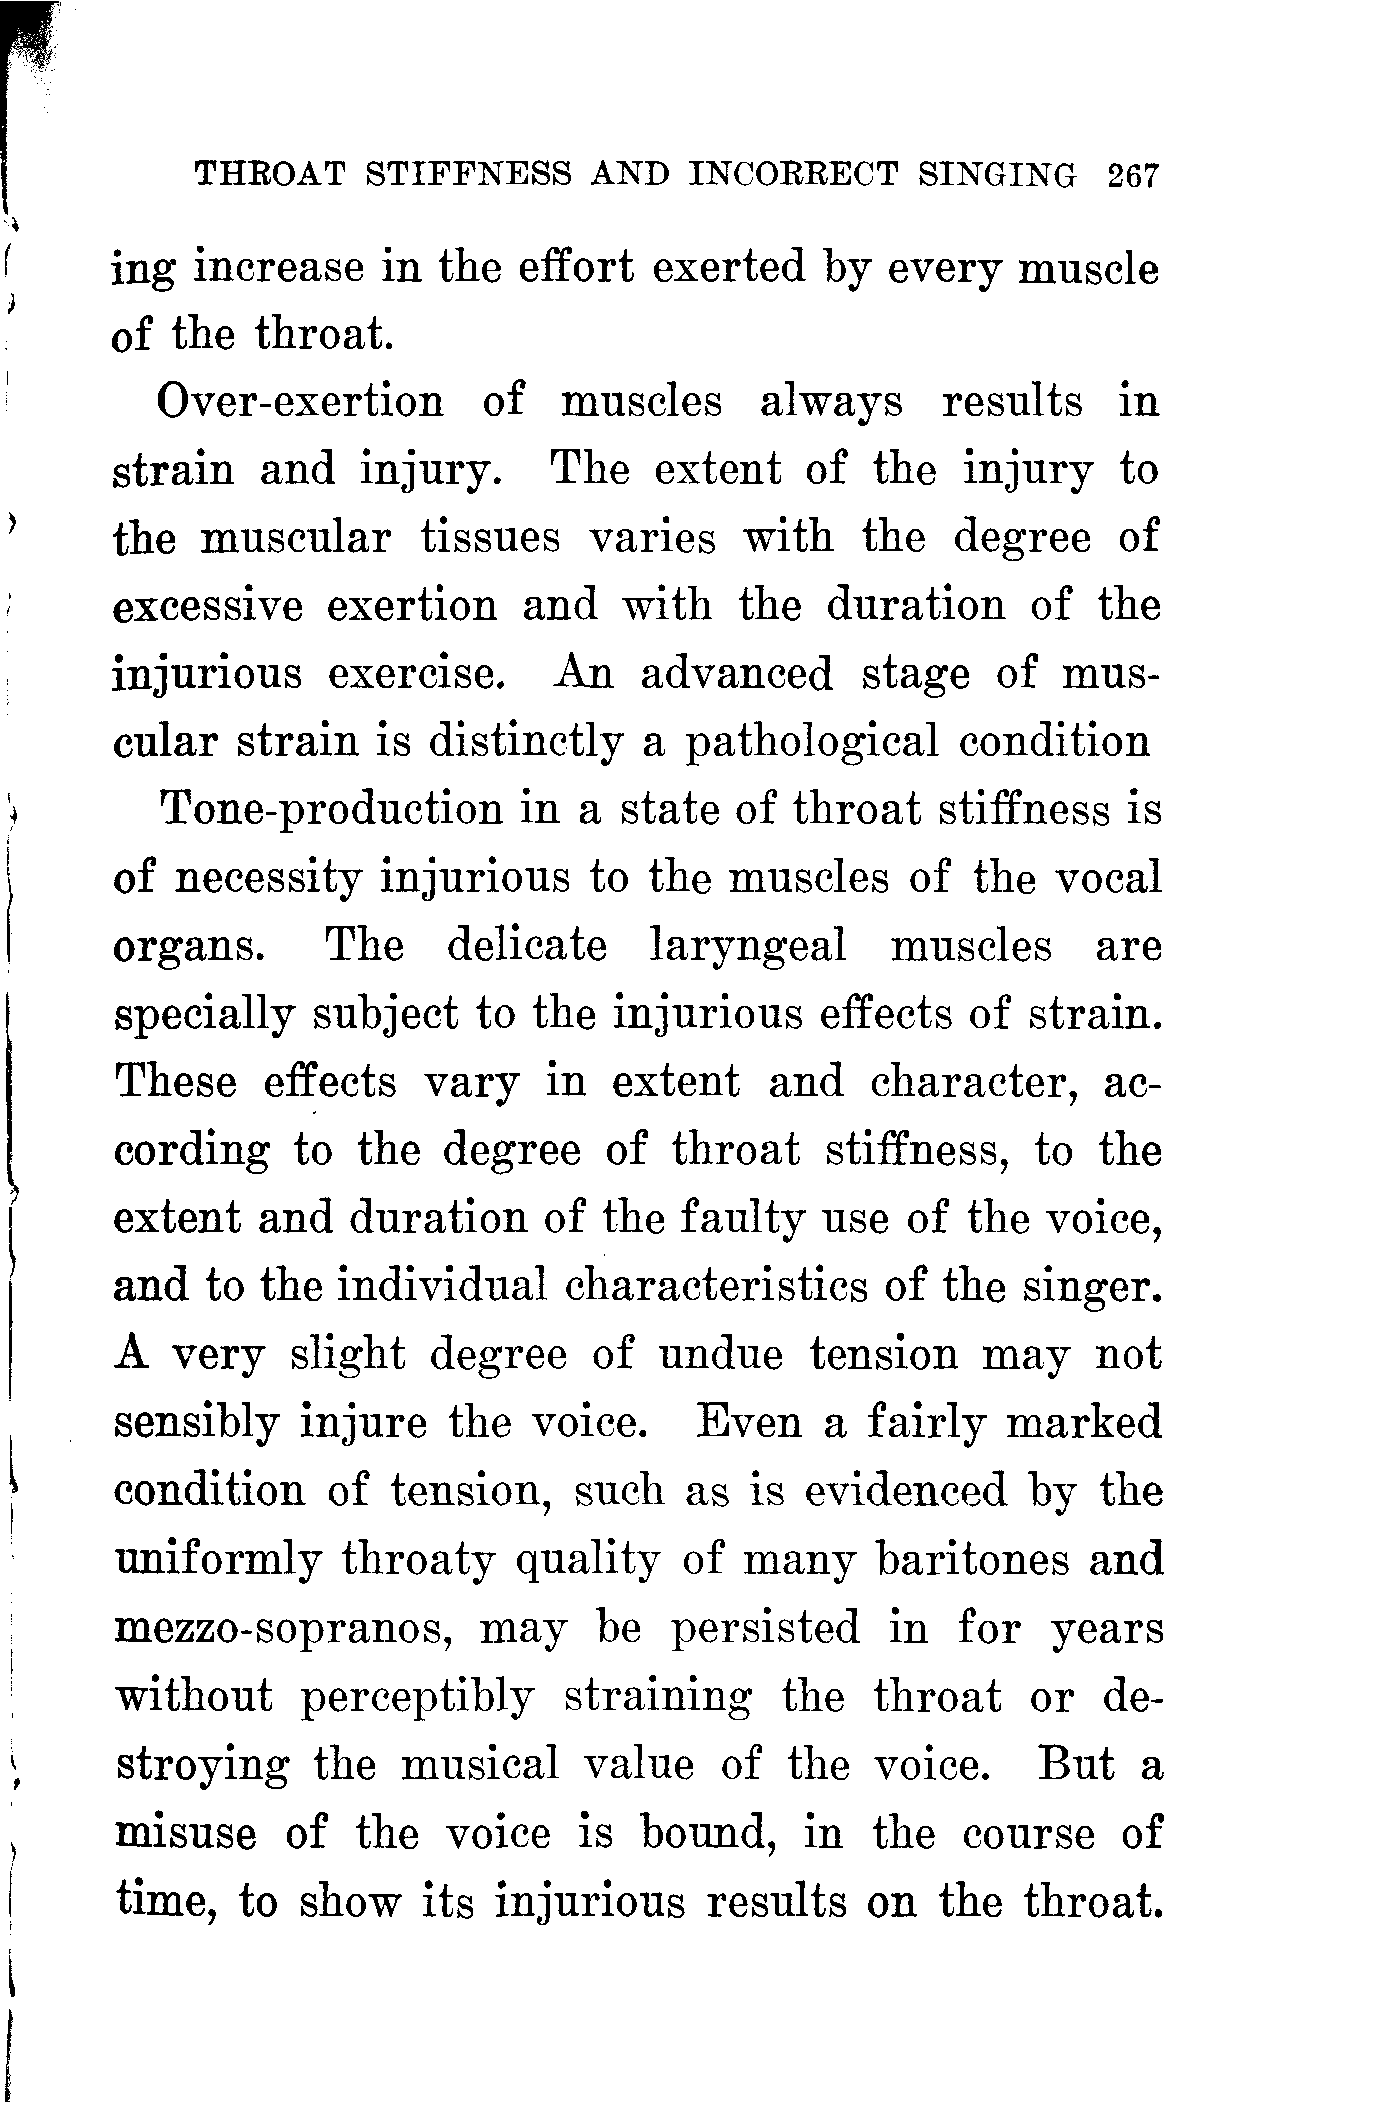 THROAT STIFFNESS AND INCORRECT SINGING 267
ing increase in the effort exerted by every muscle
of the throat.
Over-exertion of muscles always results in
strain and injury. The extent of the injury to
the muscular tissues varies with the degree of
excessive exertion and with the duration of the
injurious exercise. An advanced stage of mus-
cular strain is distinctly a pathological condition
Tone-production in a state of throat stiffness is
of necessity injurious to the muscles of the vocal
organs. The delicate laryngeal muscles are
specially subject to the injurious effects of strain.
These effects vary in extent and character, ac-
cording to the degree of throat stiffness, to the
extent and duration of the faulty use of the voice,
and to the individual characteristics of the singer.
A very slight degree of undue tension may not
sensibly injure the voice. Even a fairly marked
condition of tension, such as is evidenced by the
uniformly throaty quality of many baritones and
mezzo-sopranos, may be persisted in for years
without perceptibly straining the throat or de-
stroying the musical value of the voice. But a
misuse of the voice is bound, in the course of
time, to show its injurious results on the throat.